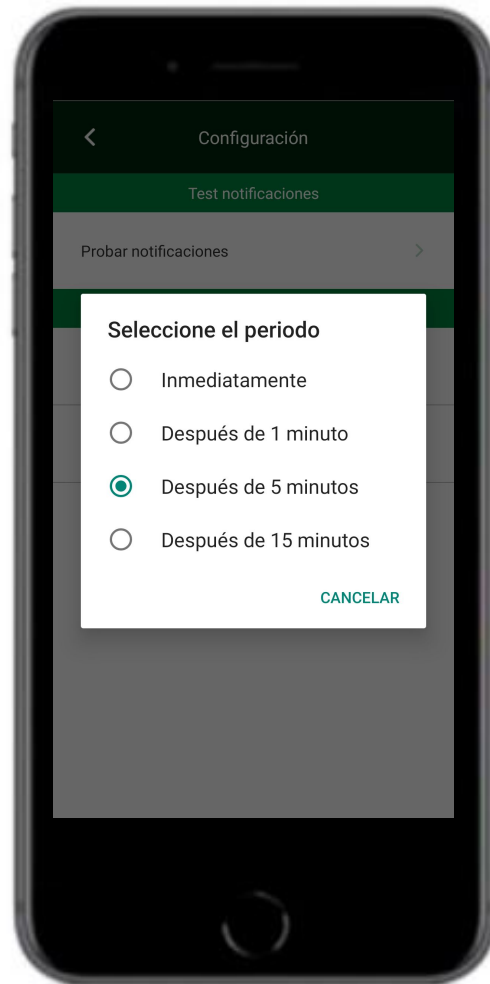 Configuración
Test notificaciones
Probar notificaciones
Seleccione el periodo
Inmediatamente
Después de 1 minuto
Después de 5 minutos
Después de 15 minutos
CANCELAR